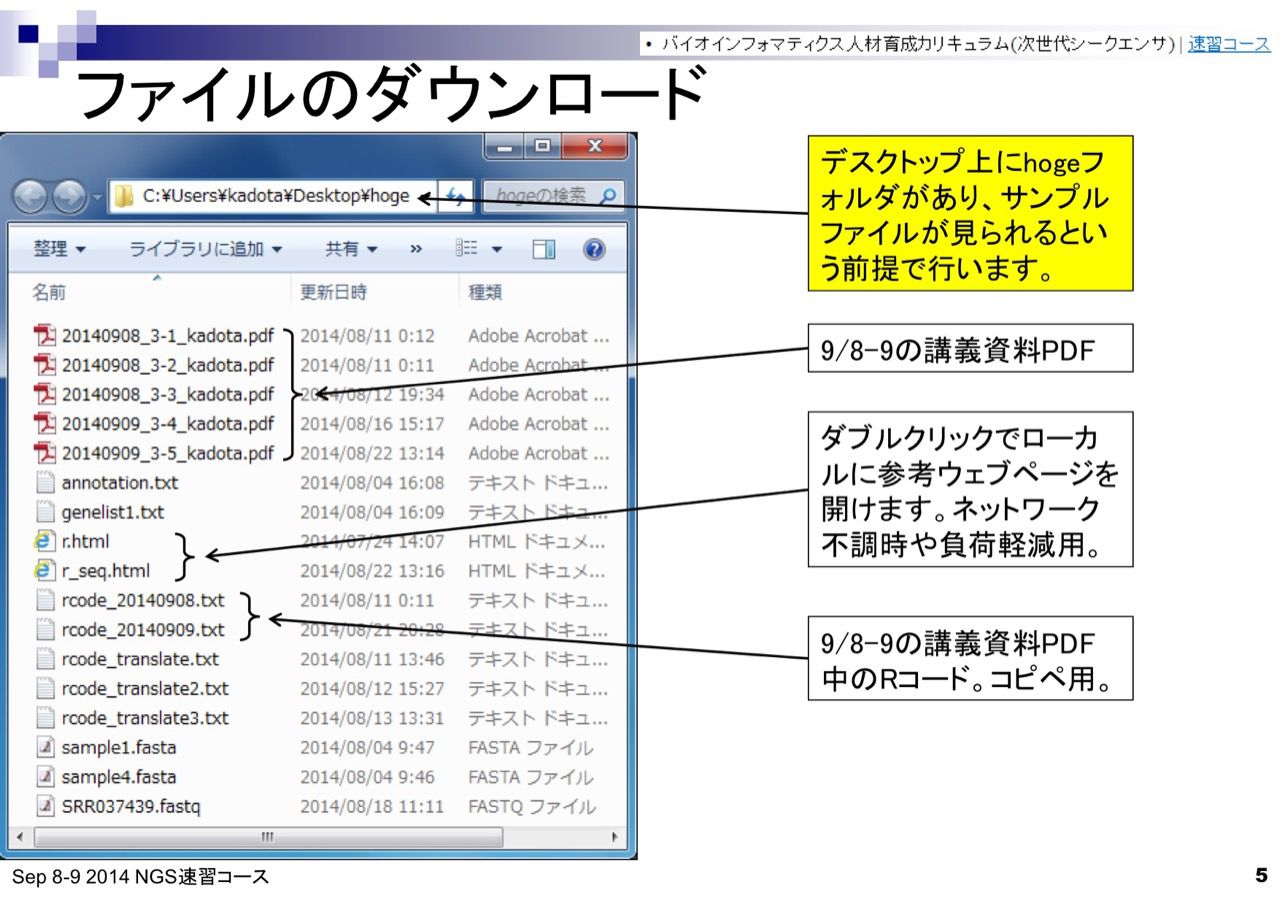 • バイオインフォマティクス人材育成カリキュラム(次世代シークエンサ) | 速習コース
ファイルのダウンロード
C:¥Users¥kadota¥Desktop¥hoge
hogeの検索
整理 ライブラリに追加 共有 »
名前 更新日時 種類
20140908_3-1_kadota.pdf 2014/08/11 0:12 Adobe Acrobat ...
20140908_3-2_kadota.pdf 2014/08/11 0:11 Adobe Acrobat ...
20140908_3-3_kadota.pdf 2014/08/12 19:34 Adobe Acrobat ...
20140909_3-4_kadota.pdf 2014/08/16 15:17 Adobe Acrobat ...
20140909_3-5_kadota.pdf 2014/08/22 13:14 Adobe Acrobat ...
annotation.txt 2014/08/04 16:08 テキスト ドキュ...
genelist1.txt 2014/08/04 16:09 テキスト ドキュ...
r.html 2014/07/24 14:07 HTML ドキュメ...
r_seq.html 2014/08/22 13:16 HTML ドキュメ...
rcode_20140908.txt 2014/08/11 0:11 テキスト ドキュ...
rcode_20140909.txt 2014/08/21 20:28 テキスト ドキュ...
rcode_translate.txt 2014/08/11 13:46 テキスト ドキュ...
rcode_translate2.txt 2014/08/12 15:27 テキスト ドキュ...
rcode_translate3.txt 2014/08/13 13:31 テキスト ドキュ...
sample1.fasta 2014/08/04 9:47 FASTA ファイル
sample4.fasta 2014/08/04 9:46 FASTA ファイル
SRR037439.fastq 2014/08/18 11:11 FASTQ ファイル
デスクトップ上にhogeフ
ォルダがあり、サンプル
ファイルが見られるとい
う前提で行います。
9/8-9の講義資料PDF
ダブルクリックでローカ
ルに参考ウェブページを
開けます。ネットワーク
不調時や負荷軽減用。
9/8-9の講義資料PDF
中のRコード。コピペ用。
Sep 8-9 2014 NGS速習コース
5